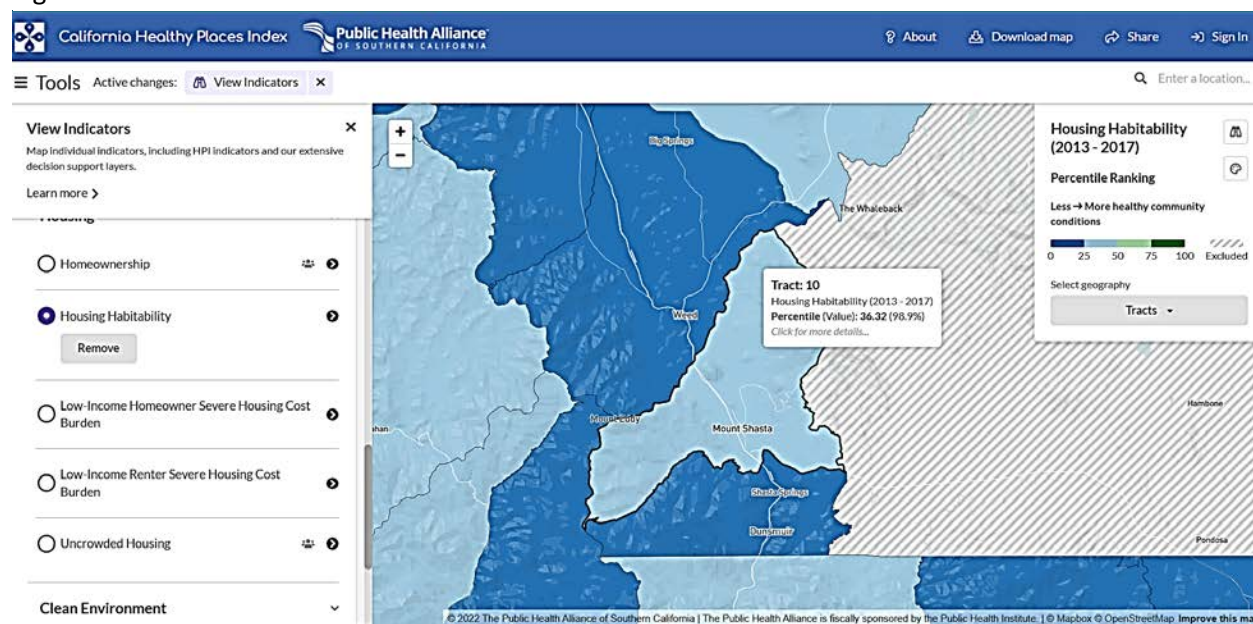 California Healthy Places Index
Public Health Alliance
OF SOUTHERN CALIFORNIA
About
Download map
Share
Sign In
Tools
Active changes:
View Indicators
Enter a location...
View Indicators
Map individual indicators, including HPI indicators and our extensive
decision support layers.
Learn more
Housing
Homeownership
Housing Habitability
Remove
Low-Income Homeowner Severe Housing Cost
Burden
Low-Income Renter Severe Housing Cost
Burden
Uncrowded Housing
Clean Environment
+
−
Big Springs
The Whaleback
Weed
Mount Eddy
Mount Shasta
Shasta Springs
Dunsmuir
Hambone
Pondosa
Tract: 10
Housing Habitability (2013 - 2017)
Percentile (Value): 36.32 (98.9%)
Click for more details...
Housing Habitability
(2013 - 2017)
Percentile Ranking
Less → More healthy community
conditions
0 25 50 75 100 Excluded
Select geography
Tracts
© 2022 The Public Health Alliance of Southern California | The Public Health Alliance is fiscally sponsored by the Public Health Institute. | © Mapbox © OpenStreetMap Improve this